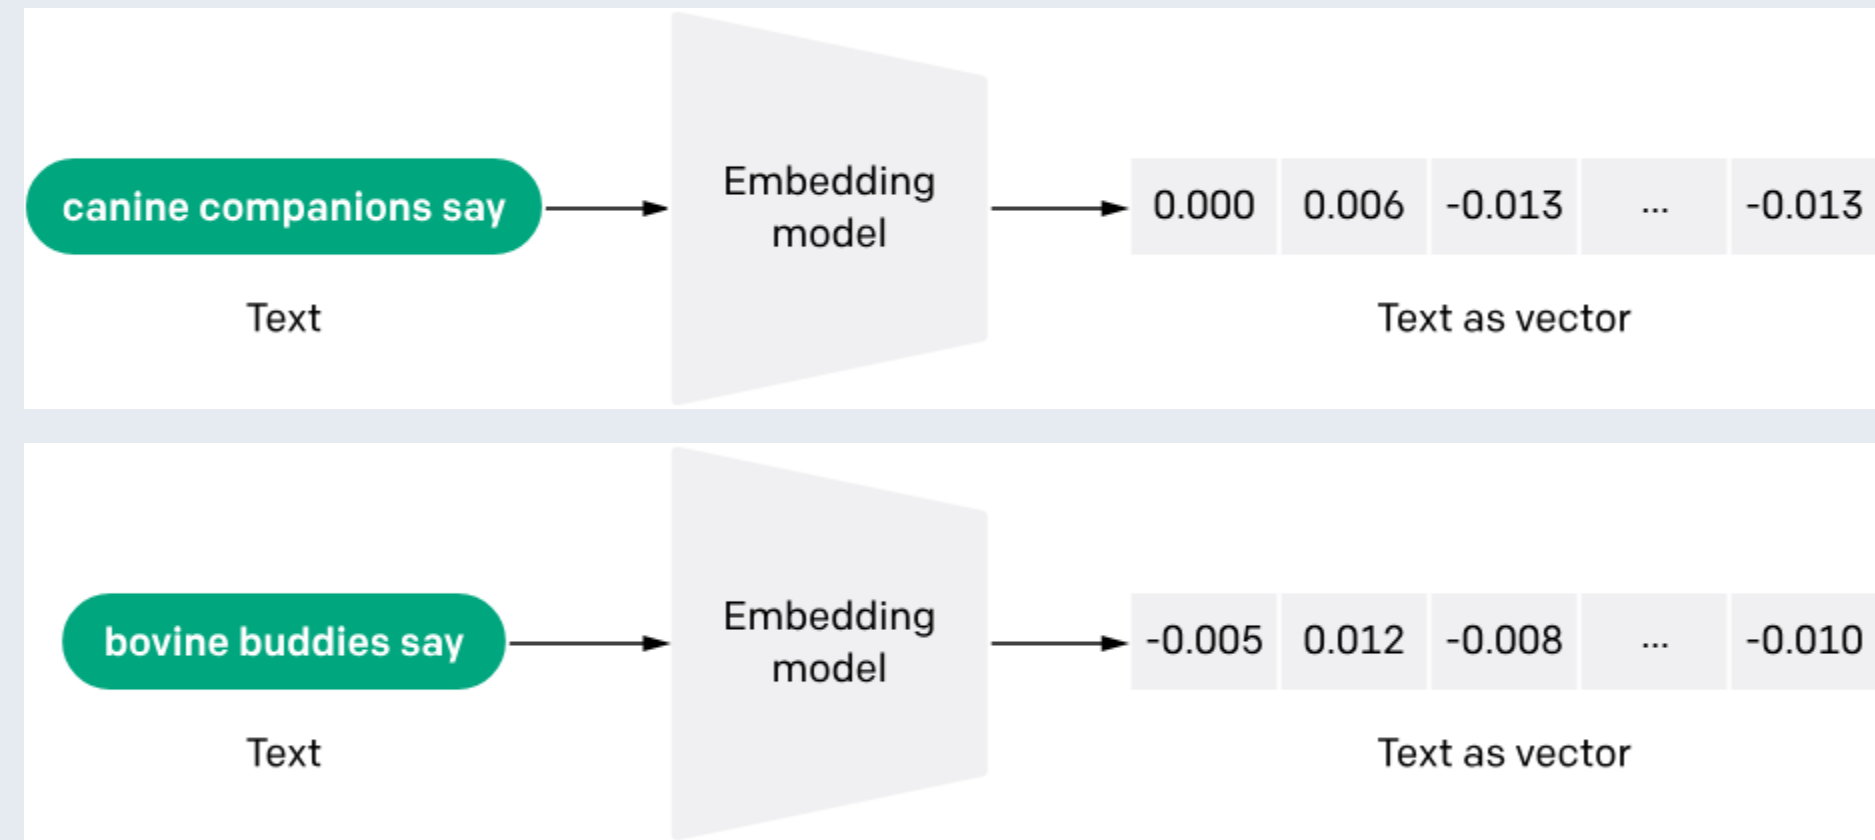 canine companions say
Embedding
model
0.000 0.006 -0.013 ... -0.013
Text
Text as vector
bovine buddies say
Embedding
model
-0.005 0.012 -0.008 ... -0.010
Text
Text as vector